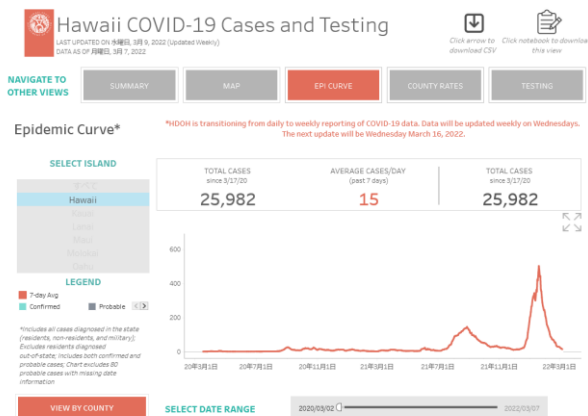 Hawaii COVID-19 Cases and Testing
LAST UPDATED ON 水曜日, 3月 9, 2022 (Updated Weekly)
DATA AS OF 月曜日, 3月 7, 2022
Click arrow to
download CSV
Click notebook to download
this view
NAVIGATE TO
OTHER VIEWS
SUMMARY
MAP
EPI CURVE
COUNTY RATES
TESTING
Epidemic Curve*
*HDOH is transitioning from daily to weekly reporting of COVID-19 data. Data will be updated weekly on Wednesdays.
The next update will be Wednesday March 16, 2022.
SELECT ISLAND
すべて
Hawaii
Kauai
Lanai
Maui
Molokai
Oahu
TOTAL CASES
since 3/17/20
25,982
AVERAGE CASES/DAY
(past 7 days)
15
TOTAL CASES
since 3/17/20
25,982
LEGEND
7-day Avg
Confirmed
Probable
*Includes all cases diagnosed in the state
(residents, non-residents, and military);
Excludes residents diagnosed
out-of-state; includes both confirmed and
probable cases; Chart excludes 80
probable cases with missing date
information
600
400
200
0
20年3月1日
20年7月1日
20年11月1日
21年3月1日
21年7月1日
21年11月1日
22年3月1日
VIEW BY COUNTY
SELECT DATE RANGE
2020/03/02
2022/03/07